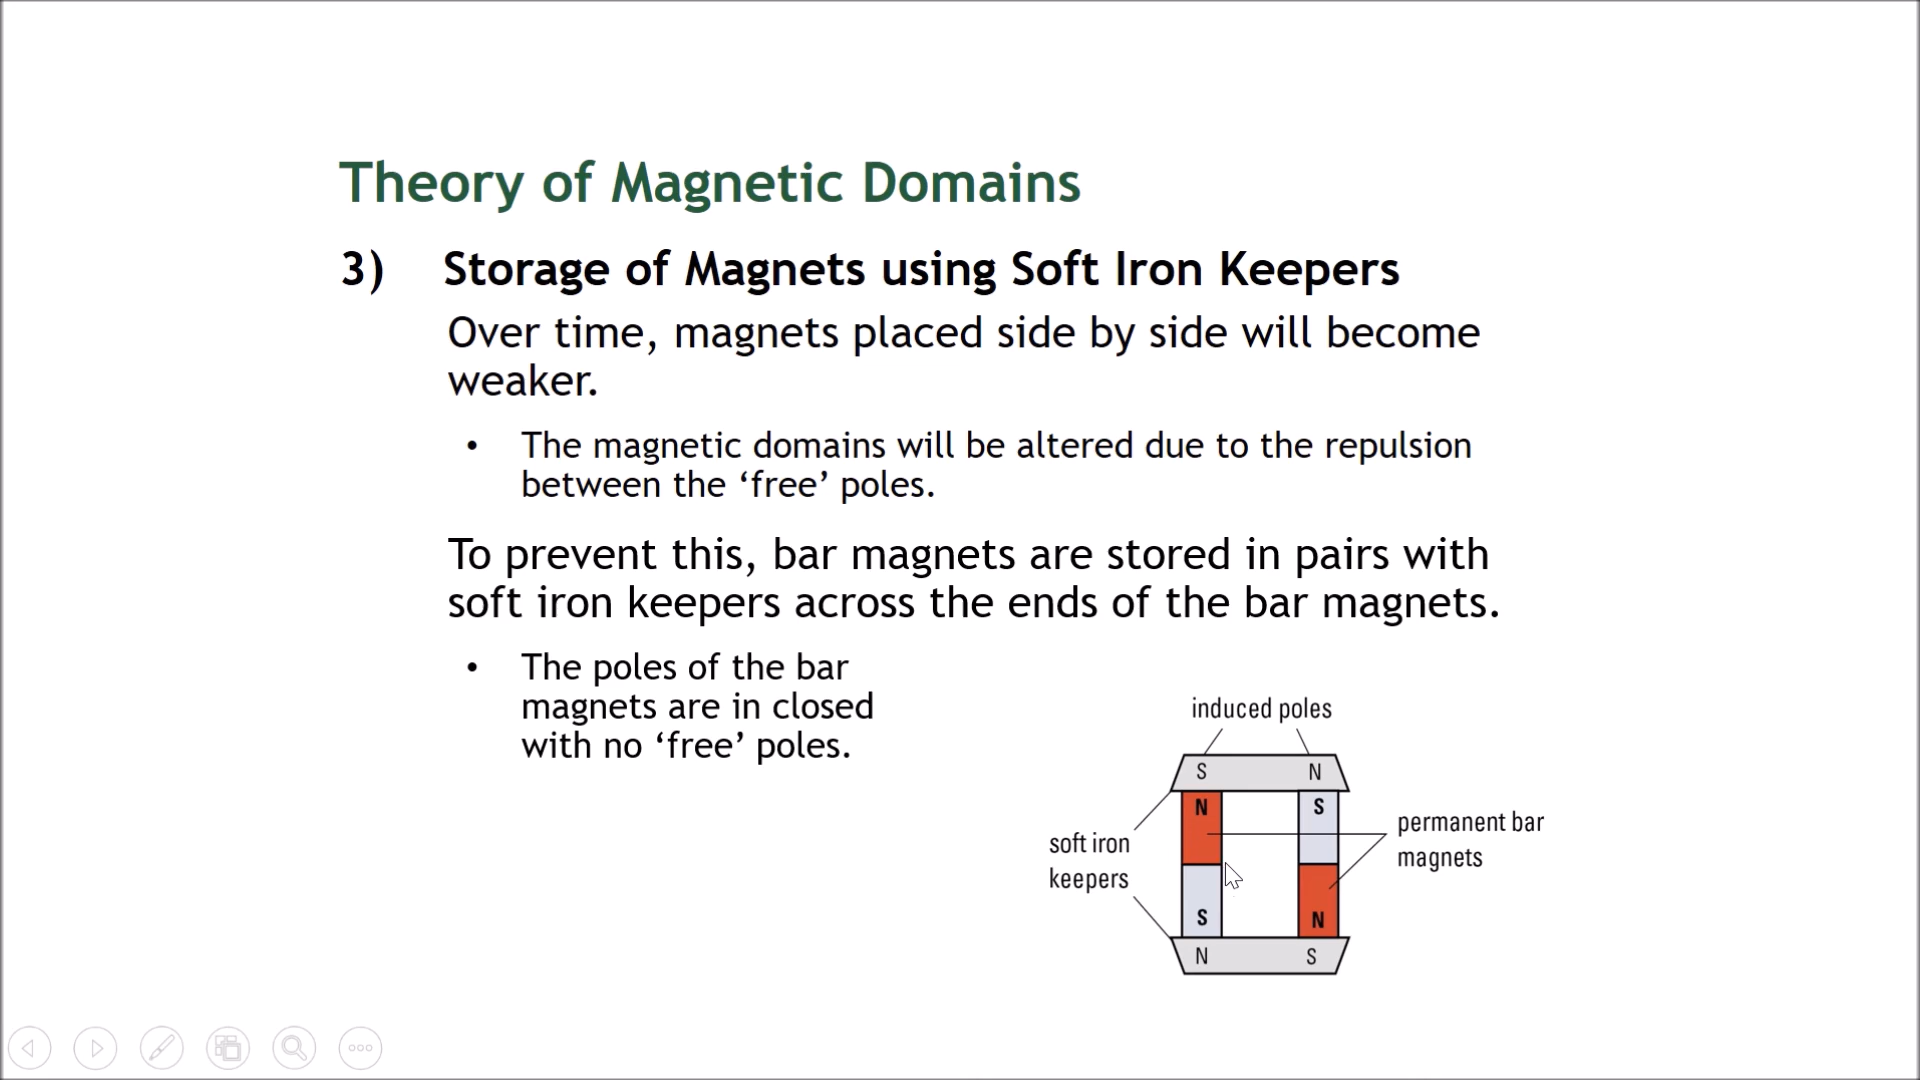 Theory of Magnetic Domains
3) Storage of Magnets using Soft Iron Keepers
Over time, magnets placed side by side will become
weaker.
• The magnetic domains will be altered due to the repulsion
between the ‘free’ poles.
To prevent this, bar magnets are stored in pairs with
soft iron keepers across the ends of the bar magnets.
• The poles of the bar
magnets are in closed
with no ‘free’ poles.
induced poles
S N
N S
permanent bar
magnets
soft iron
keepers
S N
N S